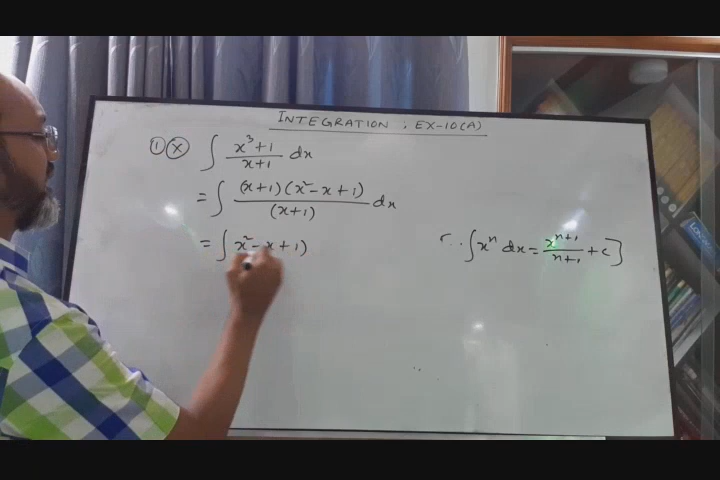 INTEGRATION . EX-10(A)
① ⓧ ∫ x³+1 / x+1 dx
= ∫ (x+1)(x²-x+1) / (x+1) dx
= ∫ x²-x+1)
[∵ ∫xⁿ dx = xⁿ⁺¹ / n+1 + c]